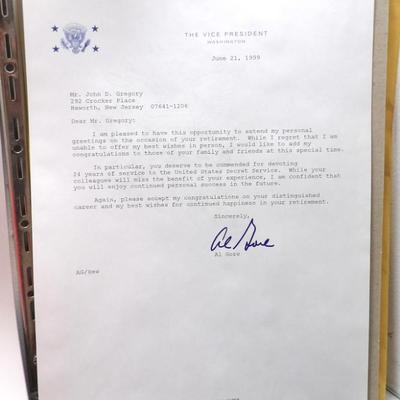 THE VICE PRESIDENT
WASHINGTON
June 21, 1999
Mr. John D. Gregory
292 Crocker Place
Haworth, New Jersey 07641-1206
Dear Mr. Gregory:
I am pleased to have this opportunity to extend my personal
greetings on the occasion of your retirement. While I regret that I am
unable to offer my best wishes in person, I would like to add my
congratulations to those of your family and friends at this special time.
In particular, you deserve to be commended for devoting
24 years of service to the United States Secret Service. While your
colleagues will miss the benefit of your experience, I am confident that
you will enjoy continued personal success in the future.
Again, please accept my congratulations on your distinguished
career and my best wishes for continued happiness in your retirement.
Sincerely,
Al Gore
Al Gore